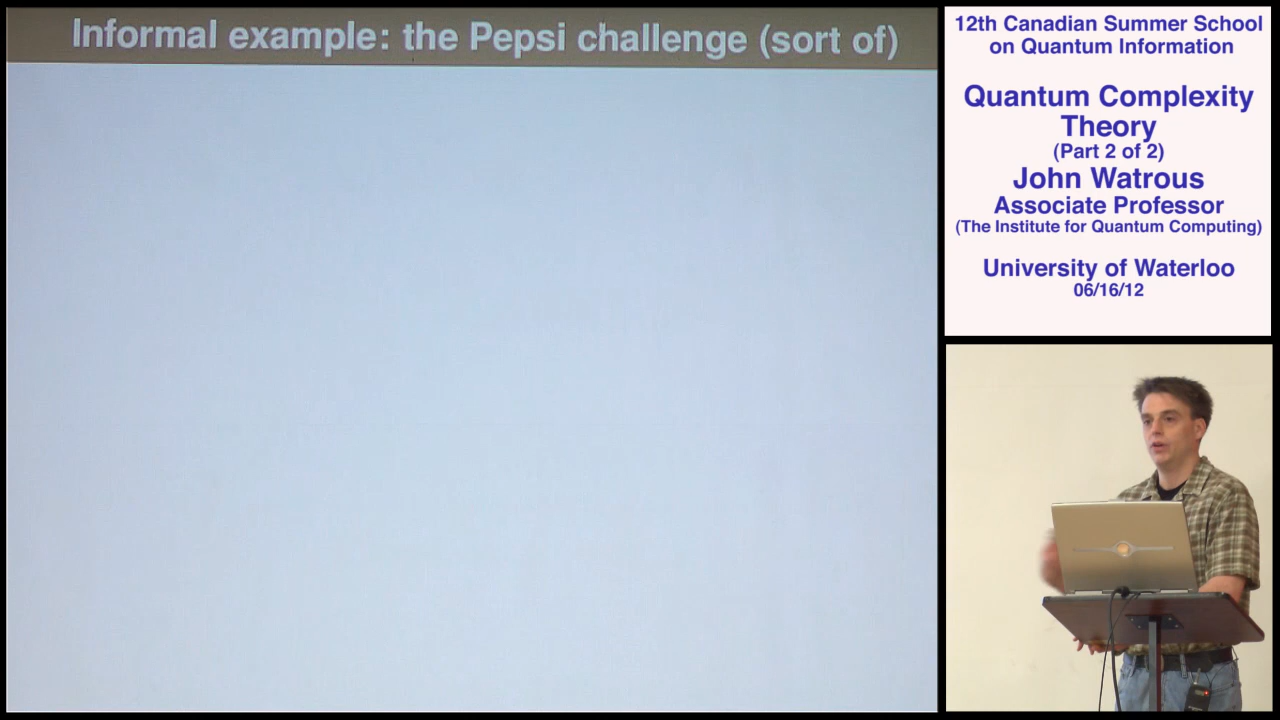 Informal example: the Pepsi challenge (sort of)
12th Canadian Summer School
on Quantum Information
Quantum Complexity
Theory
(Part 2 of 2)
John Watrous
Associate Professor
(The Institute for Quantum Computing)
University of Waterloo
06/16/12